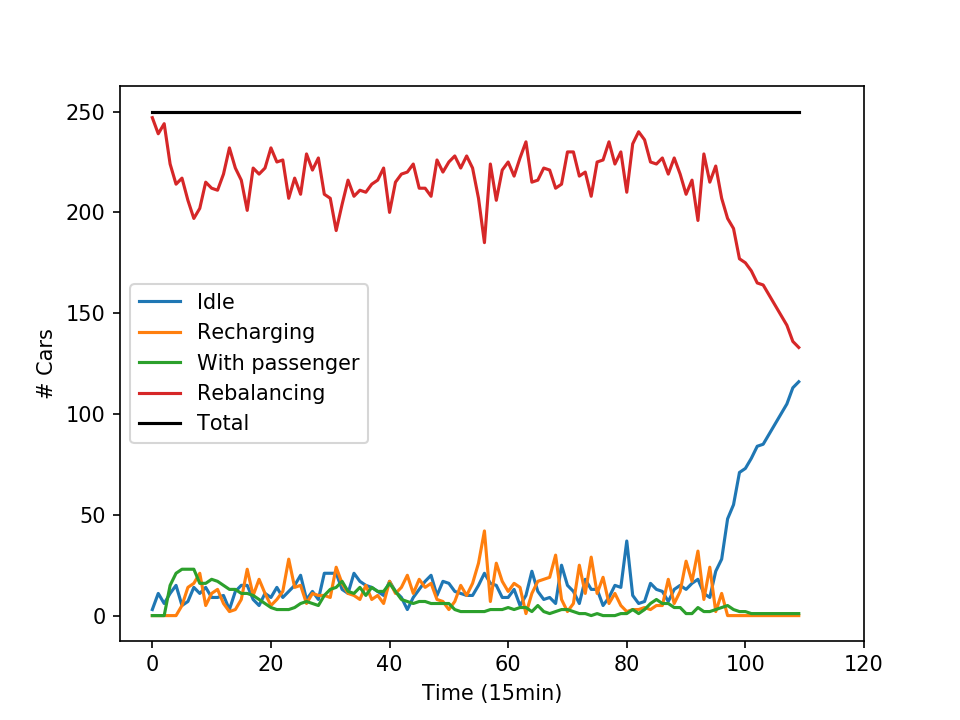 250
200
150
100
50
0
# Cars
Idle
Recharging
With passenger
Rebalancing
Total
0 20 40 60 80 100 120
Time (15min)